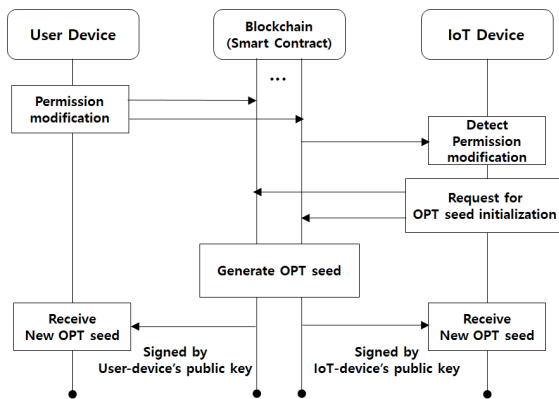 User Device
Blockchain
(Smart Contract)
IoT Device
...
Permission
modification
Detect
Permission
modification
Request for
OPT seed initialization
Generate OPT seed
Receive
New OPT seed
Signed by
User-device's public key
Signed by
IoT-device's public key
Receive
New OPT seed